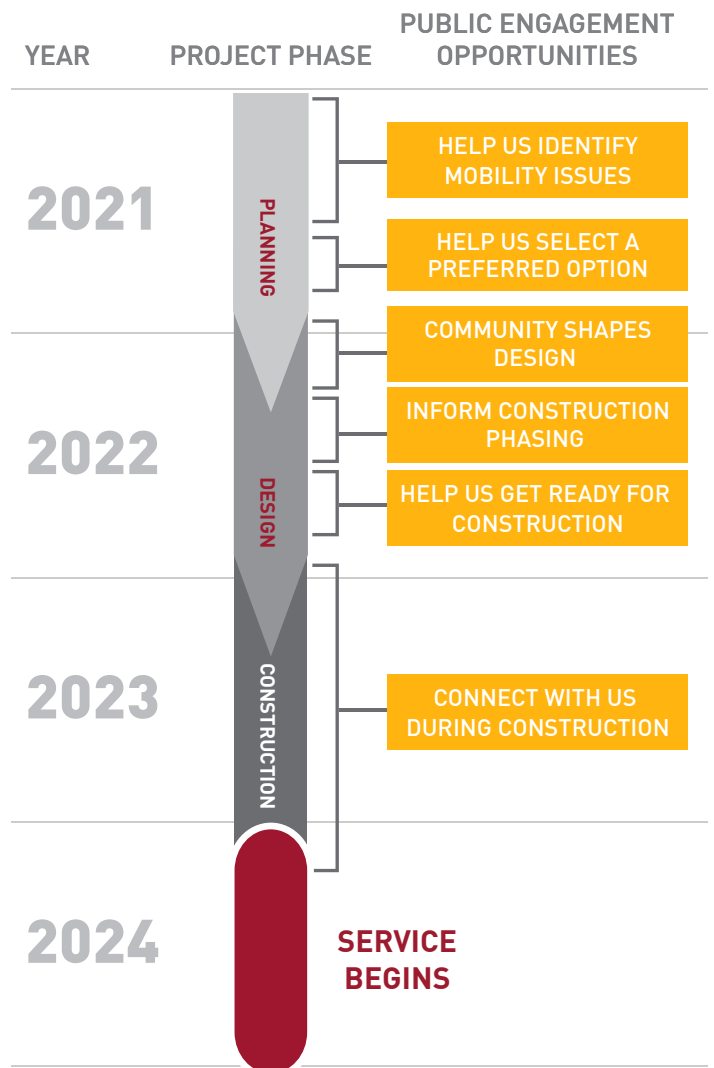 YEAR
PROJECT PHASE
PUBLIC ENGAGEMENT
OPPORTUNITIES
2021
PLANNING
HELP US IDENTIFY
MOBILITY ISSUES
HELP US SELECT A
PREFERRED OPTION
COMMUNITY SHAPES
DESIGN
2022
DESIGN
INFORM CONSTRUCTION
PHASING
HELP US GET READY FOR
CONSTRUCTION
2023
CONSTRUCTION
CONNECT WITH US
DURING CONSTRUCTION
2024
SERVICE
BEGINS